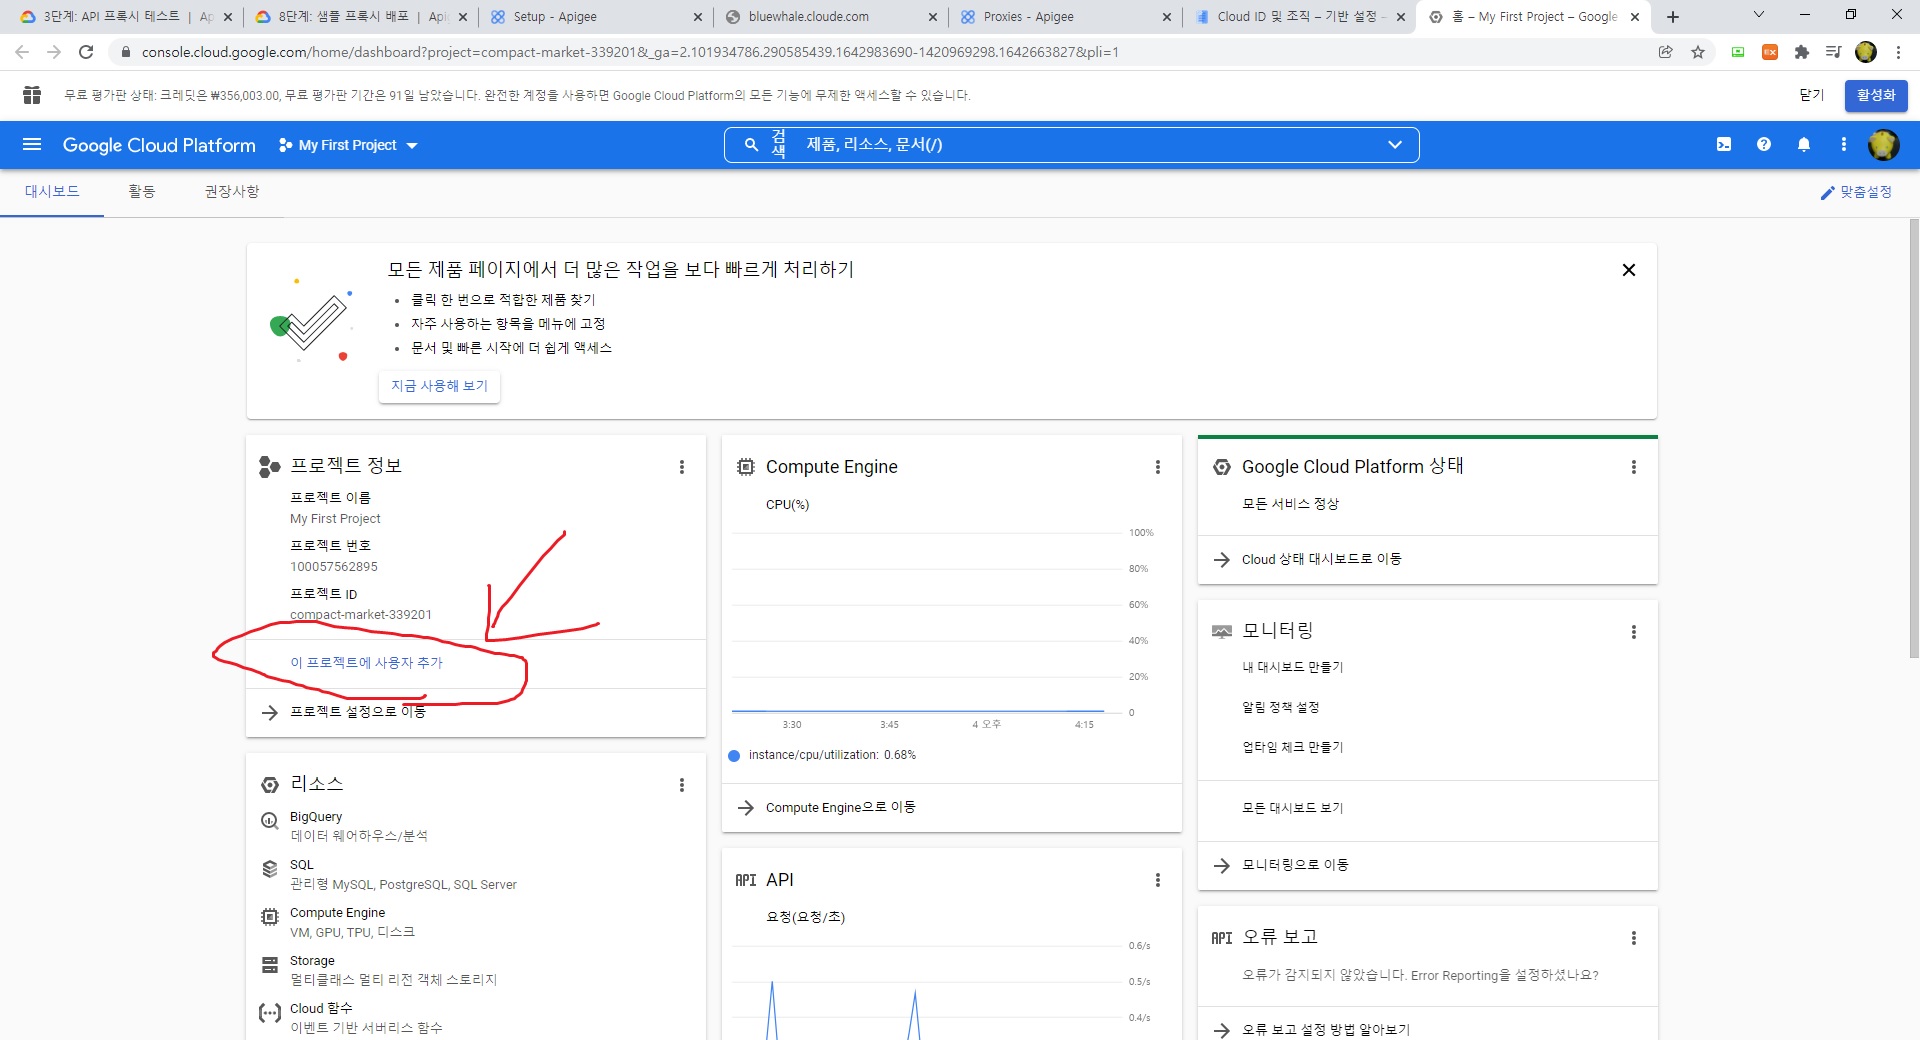 3단계: API 프록시 테스트 | Ap
8단계: 샘플 프록시 배포 | Apig
Setup - Apigee
bluewhale.cloude.com
Proxies - Apigee
Cloud ID 및 조직 – 기반 설정 –
홈 – My First Project – Google
console.cloud.google.com/home/dashboard?project=compact-market-339201&_ga=2.101934786.290585439.1642983690-1420969298.1642663827&pli=1
무료 평가판 상태: 크레딧은 ₩356,003.00, 무료 평가판 기간은 91일 남았습니다. 완전한 계정을 사용하면 Google Cloud Platform의 모든 기능에 무제한 액세스할 수 있습니다.
닫기
활성화
Google Cloud Platform
My First Project
검색
제품, 리소스, 문서(/)
대시보드
활동
권장사항
맞춤설정
모든 제품 페이지에서 더 많은 작업을 보다 빠르게 처리하기
• 클릭 한 번으로 적합한 제품 찾기
• 자주 사용하는 항목을 메뉴에 고정
• 문서 및 빠른 시작에 더 쉽게 액세스
지금 사용해 보기
프로젝트 정보
프로젝트 이름
My First Project
프로젝트 번호
100057562895
프로젝트 ID
compact-market-339201
이 프로젝트에 사용자 추가
프로젝트 설정으로 이동
리소스
BigQuery
데이터 웨어하우스/분석
SQL
관리형 MySQL, PostgreSQL, SQL Server
Compute Engine
VM, GPU, TPU, 디스크
Storage
멀티클래스 멀티 리전 객체 스토리지
Cloud 함수
이벤트 기반 서버리스 함수
Compute Engine
CPU(%)
100%
80%
60%
40%
20%
0
3:30
3:45
4 오후
4:15
instance/cpu/utilization: 0.68%
Compute Engine으로 이동
API
API
요청(요청/초)
0.6/s
0.5/s
0.4/s
Google Cloud Platform 상태
모든 서비스 정상
Cloud 상태 대시보드로 이동
모니터링
내 대시보드 만들기
알림 정책 설정
업타임 체크 만들기
모든 대시보드 보기
모니터링으로 이동
API
오류 보고
오류가 감지되지 않았습니다. Error Reporting을 설정하셨나요?
오류 보고 설정 방법 알아보기